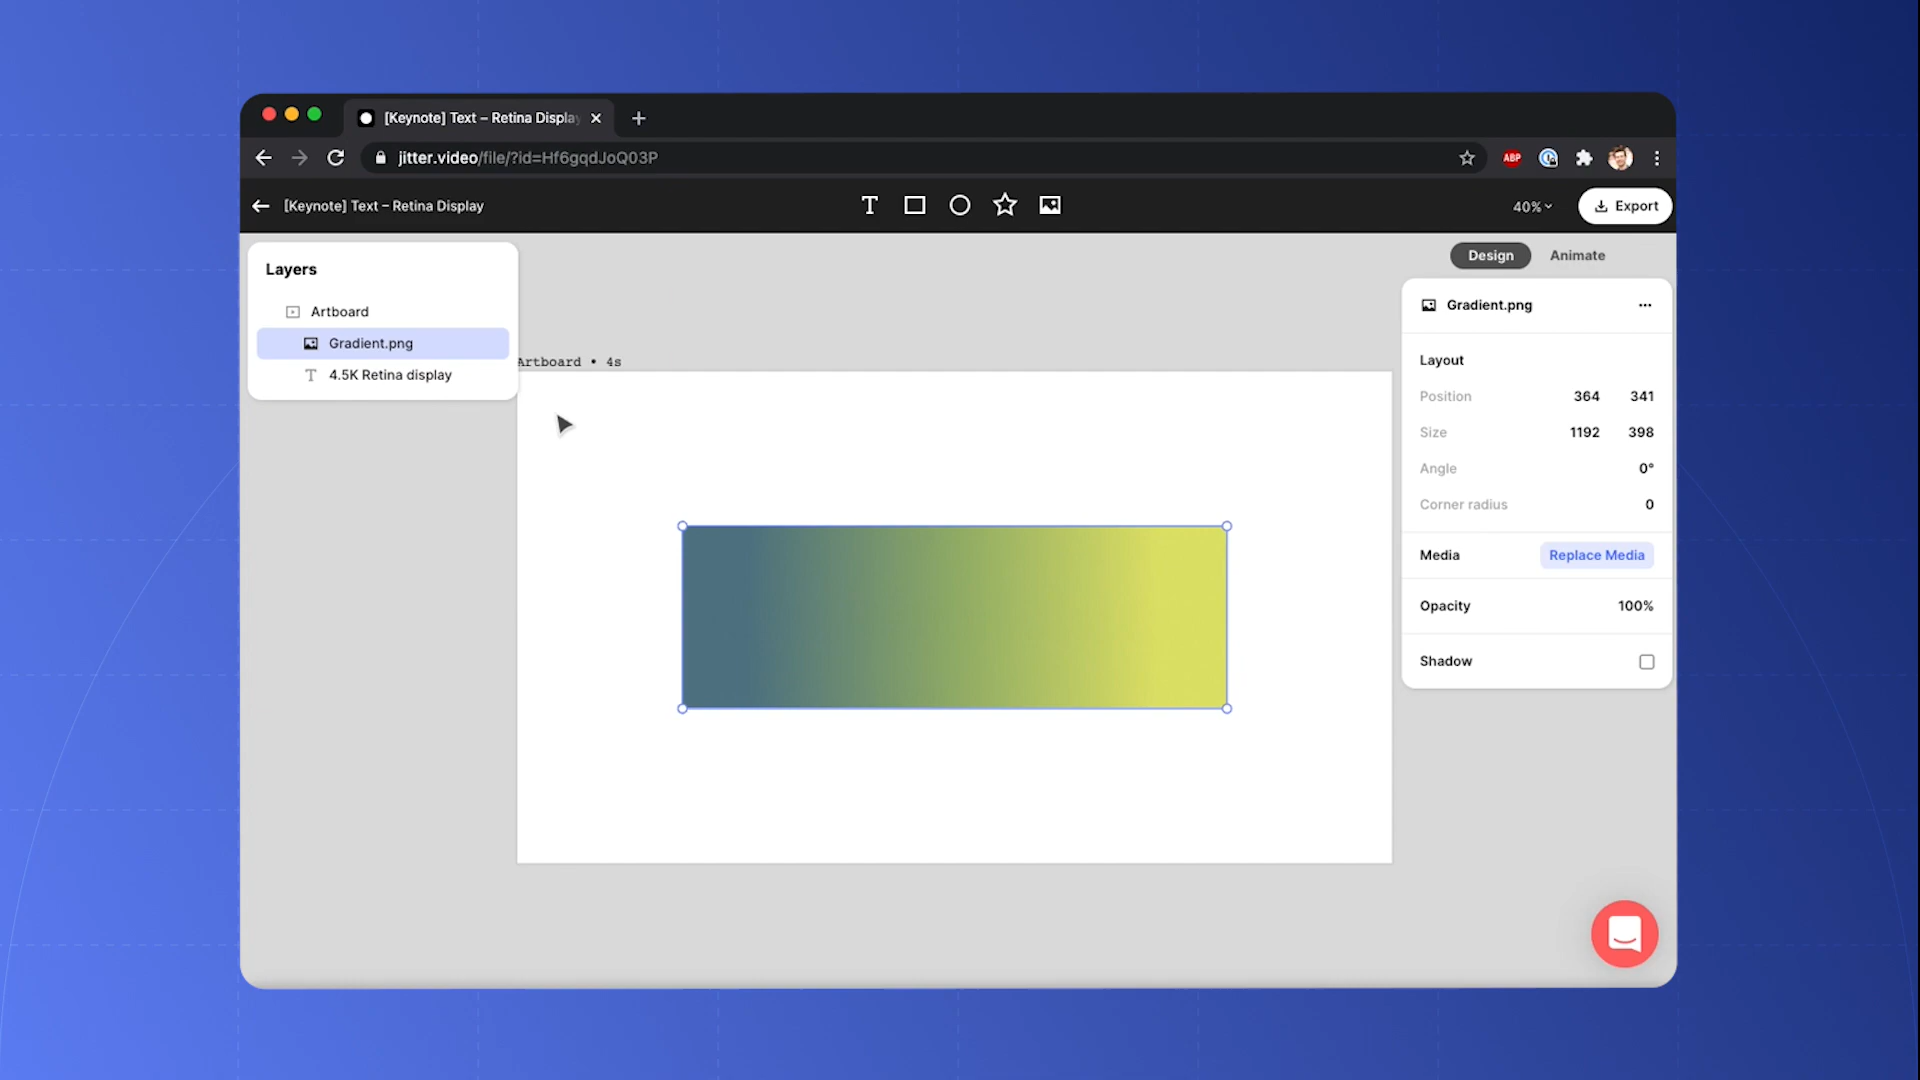 [Keynote] Text – Retina Display
jitter.video/file/?id=Hf6gqdJoQ03P
ABP
[Keynote] Text – Retina Display
T
40%
Export
Layers
Artboard
Gradient.png
T 4.5K Retina display
Artboard • 4s
Design
Animate
Gradient.png
Layout
Position 364 341
Size 1192 398
Angle 0°
Corner radius 0
Media Replace Media
Opacity 100%
Shadow